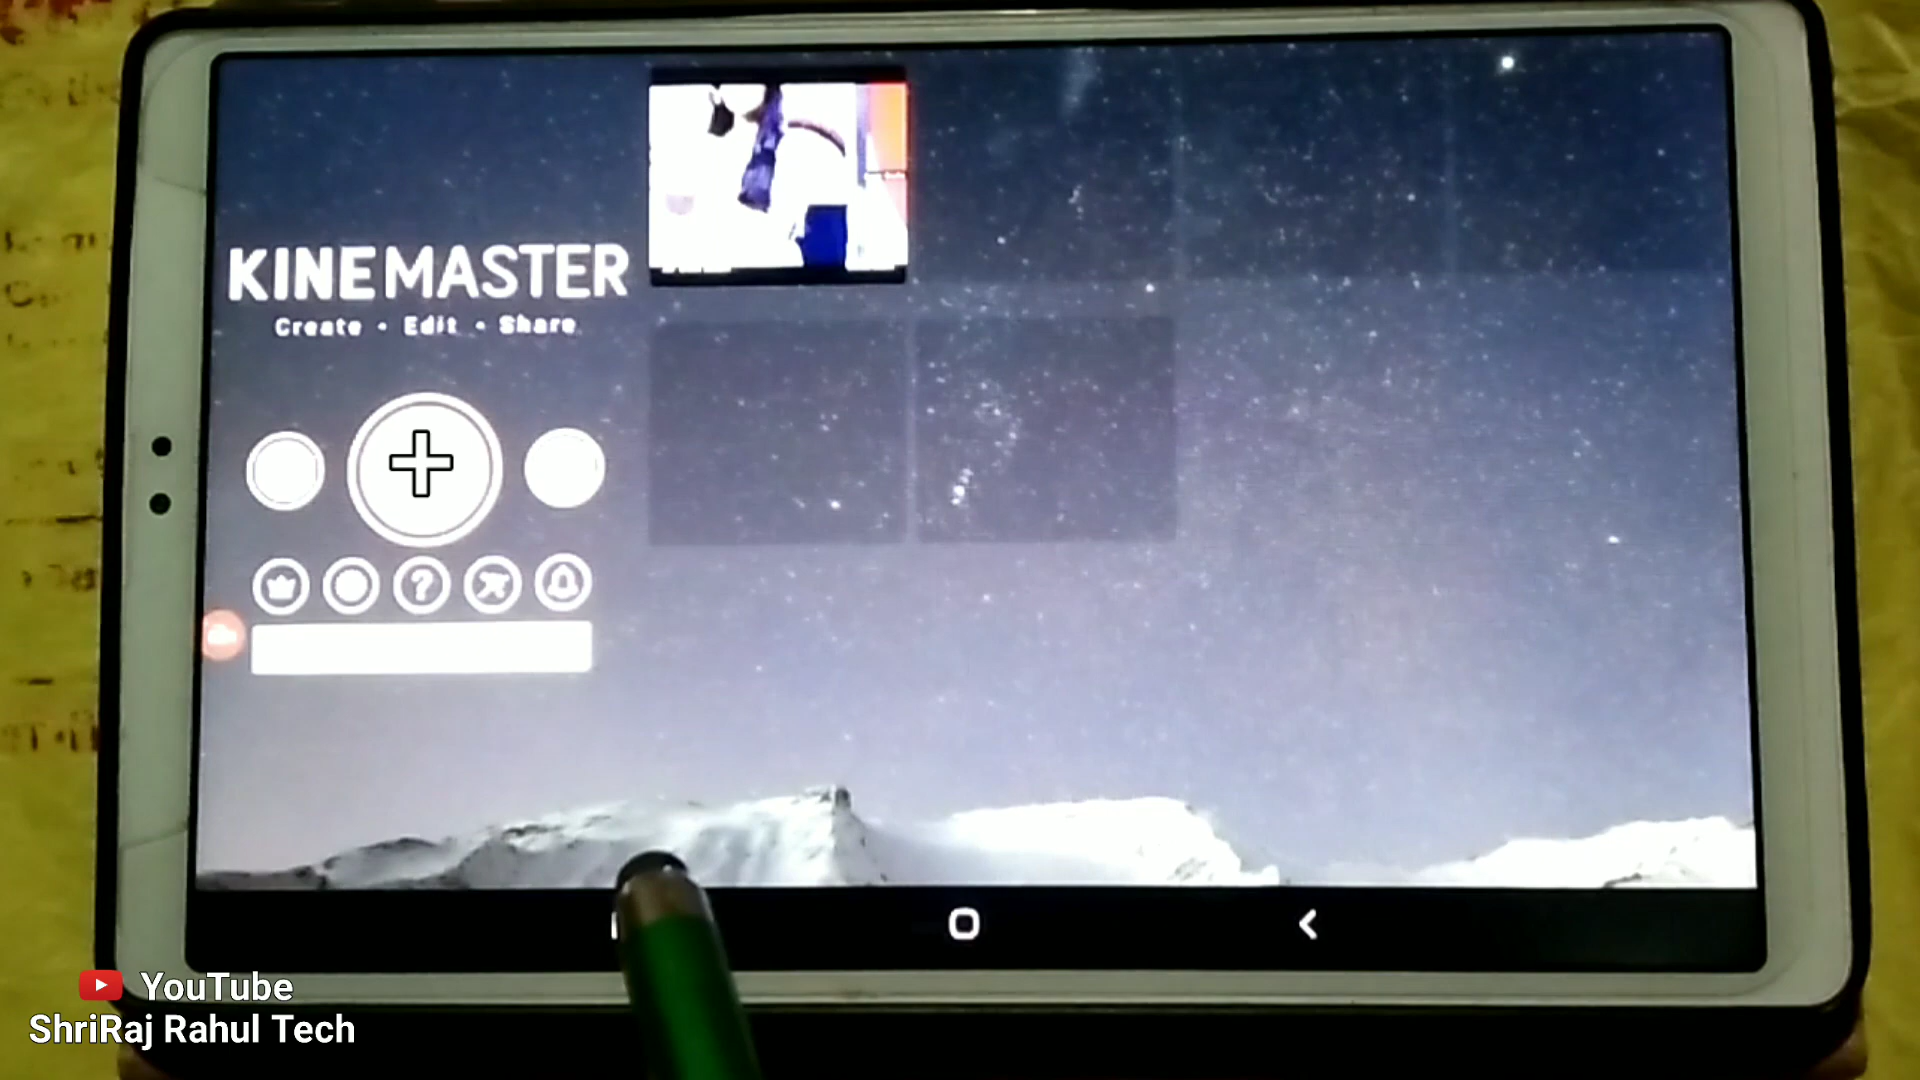 KINEMASTER
Create • Edit • Share
?
YouTube
ShriRaj Rahul Tech